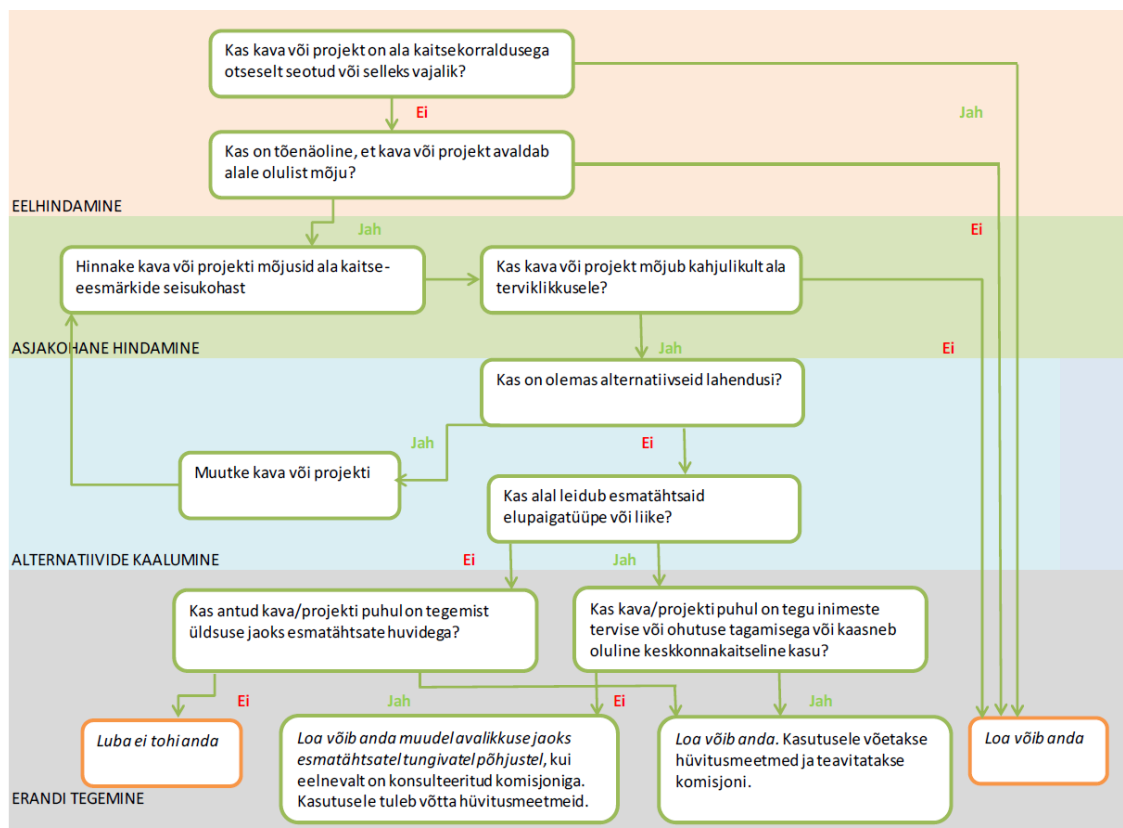 Kas kava või projekt on ala kaitsekorraldusega
otseselt seotud või selleks vajalik?
Ei
Jah
Kas on tõenäoline, et kava või projekt avaldab
alale olulist mõju?
EELHINDAMINE
Jah
Ei
Hinnake kava või projekti mõjusid ala kaitse-
eesmärkide seisukohast
Kas kava või projekt mõjub kahjulikult ala
terviklikkusele?
ASJAKOHANE HINDAMINE
Jah
Ei
Kas on olemas alternatiivseid lahendusi?
Jah
Ei
Muutke kava või projekti
Kas alal leidub esmatähtsaid
elupaigatüüpe või liike?
ALTERNATIIVIDE KAALUMINE
Ei
Jah
Kas antud kava/projekti puhul on tegemist
üldsuse jaoks esmatähtsate huvidega?
Kas kava/projekti puhul on tegu inimeste
tervise või ohutuse tagamisega või kaasneb
oluline keskkonnakaitseline kasu?
Ei
Jah
Ei
Jah
Luba ei tohi anda
Loa võib anda muudel avalikkuse jaoks
esmatähtsatel tungivatel põhjustel, kui
eelnevalt on konsulteeritud komisjoniga.
Kasutusele tuleb võtta hüvitusmeetmeid.
Loa võib anda. Kasutusele võetakse
hüvitusmeetmed ja teavitatakse
komisjoni.
Loa võib anda
ERANDI TEGEMINE